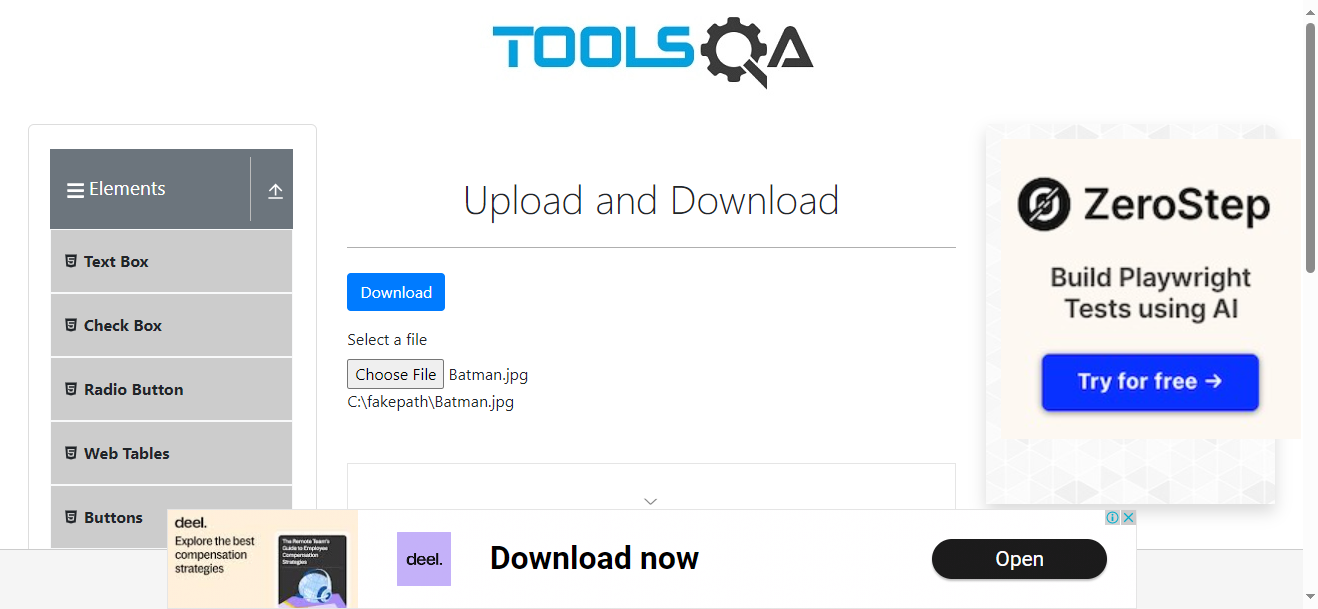 TOOLSQA
Elements
Text Box
Check Box
Radio Button
Web Tables
Buttons
Upload and Download
Download
Select a file
Choose File Batman.jpg
C:\fakepath\Batman.jpg
ZeroStep
Build Playwright
Tests using AI
Try for free →
deel.
Explore the best
compensation
strategies
The Remote Team's
Guide to Employee
Compensation
Strategies
deel.
Download now
Open